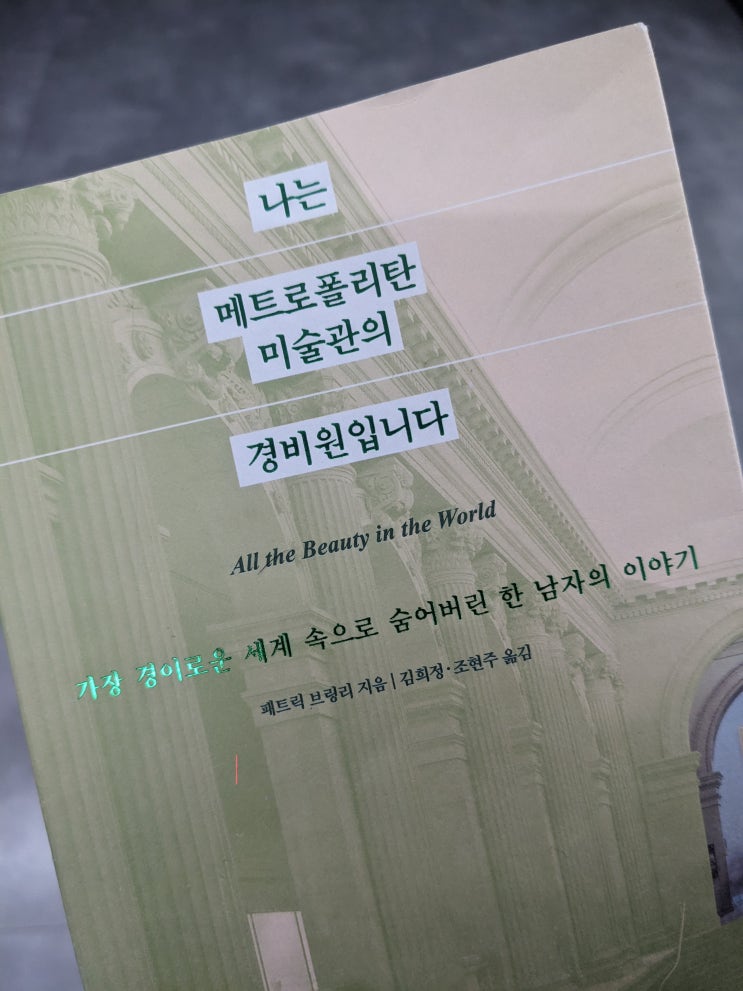 나는
메트로폴리탄
미술관의
경비원입니다
All the Beauty in the World
가장 경이로운 세계 속으로 숨어버린 한 남자의 이야기
패트릭 브링리 지음 | 김희정·조현주 옮김